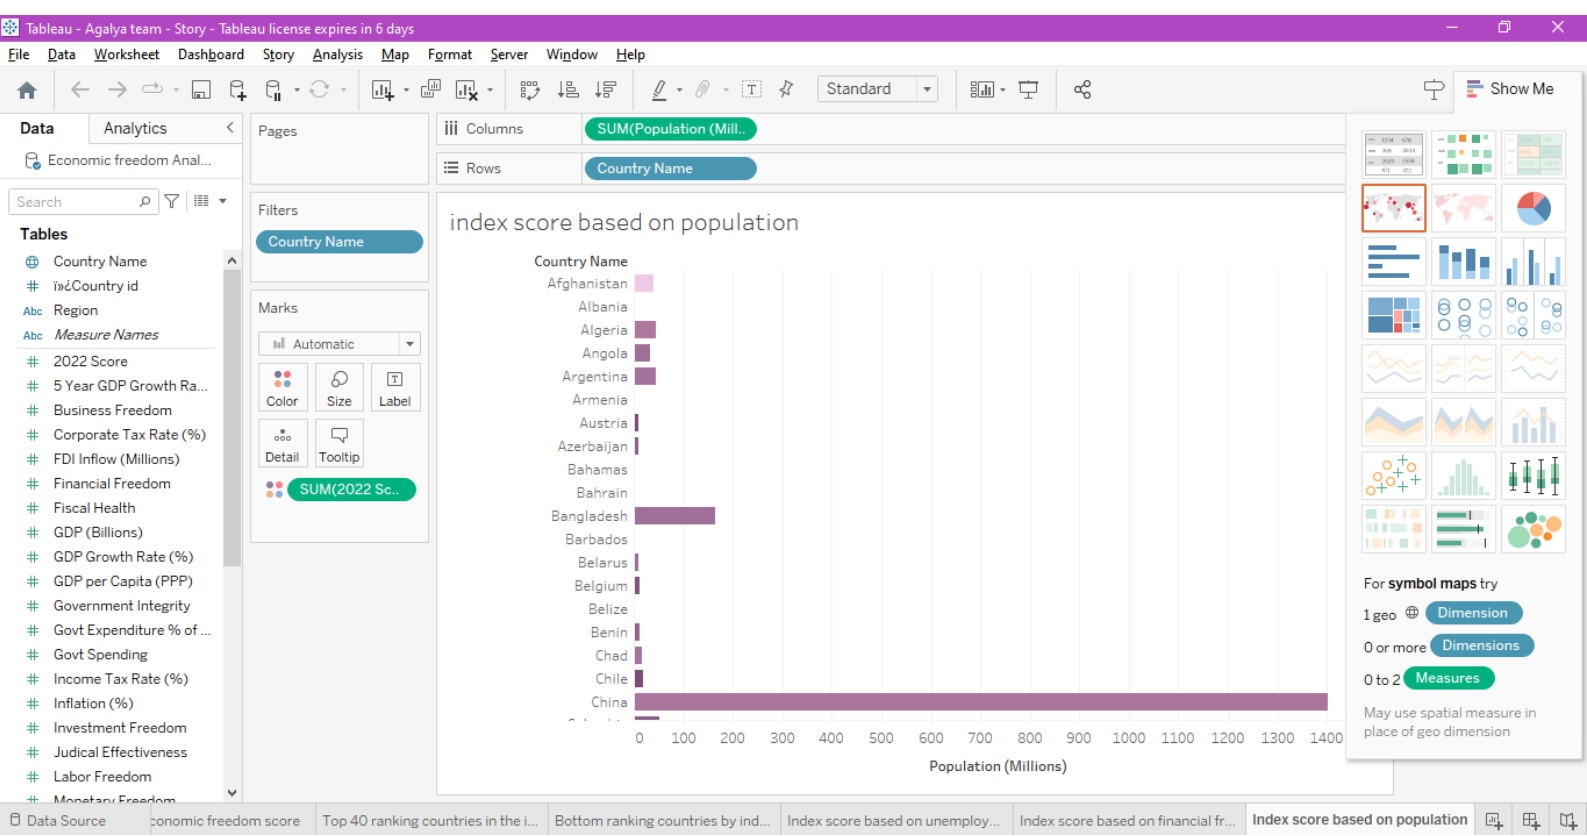 Tableau - Agalya team - Story - Tableau license expires in 6 days
File Data Worksheet Dashboard Story Analysis Map Format Server Window Help
Standard
Show Me
Data Analytics
Economic freedom Anal...
Search
Tables
Country Name
ï»¿Country id
Abc Region
Abc Measure Names
2022 Score
5 Year GDP Growth Ra...
Business Freedom
Corporate Tax Rate (%)
FDI Inflow (Millions)
Financial Freedom
Fiscal Health
GDP (Billions)
GDP Growth Rate (%)
GDP per Capita (PPP)
Government Integrity
Govt Expenditure % of ...
Govt Spending
Income Tax Rate (%)
Inflation (%)
Investment Freedom
Judical Effectiveness
Labor Freedom
Monetary Freedom
Pages
Filters
Country Name
Marks
Automatic
Color Size Label
Detail Tooltip
SUM(2022 Sc..
Columns SUM(Population (Mill..
Rows Country Name
index score based on population
Country Name
Afghanistan
Albania
Algeria
Angola
Argentina
Armenia
Austria
Azerbaijan
Bahamas
Bahrain
Bangladesh
Barbados
Belarus
Belgium
Belize
Benin
Chad
Chile
China
0 100 200 300 400 500 600 700 800 900 1000 1100 1200 1300 1400
Population (Millions)
For symbol maps try
1 geo Dimension
0 or more Dimensions
0 to 2 Measures
May use spatial measure in
place of geo dimension
Data Source conomic freedom score Top 40 ranking countries in the i... Bottom ranking countries by ind... Index score based on unemploy... Index score based on financial fr... Index score based on population